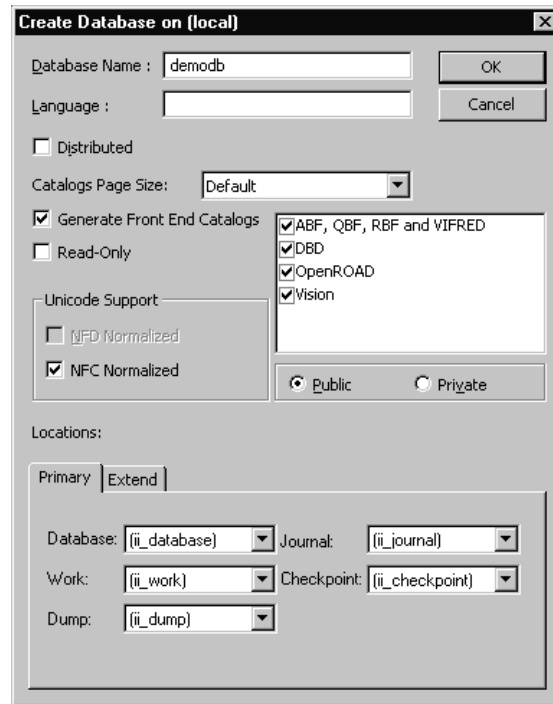 Create Database on (local)
Database Name : demodb
OK
Language :
Cancel
Distributed
Catalogs Page Size: Default
Generate Front End Catalogs
Read-Only
ABF, QBF, RBF and VIFRED
DBD
OpenROAD
Vision
Unicode Support
NFD Normalized
NFC Normalized
Public Private
Locations:
Primary Extend
Database: (ii_database) Journal: (ii_journal)
Work: (ii_work) Checkpoint: (ii_checkpoint)
Dump: (ii_dump)